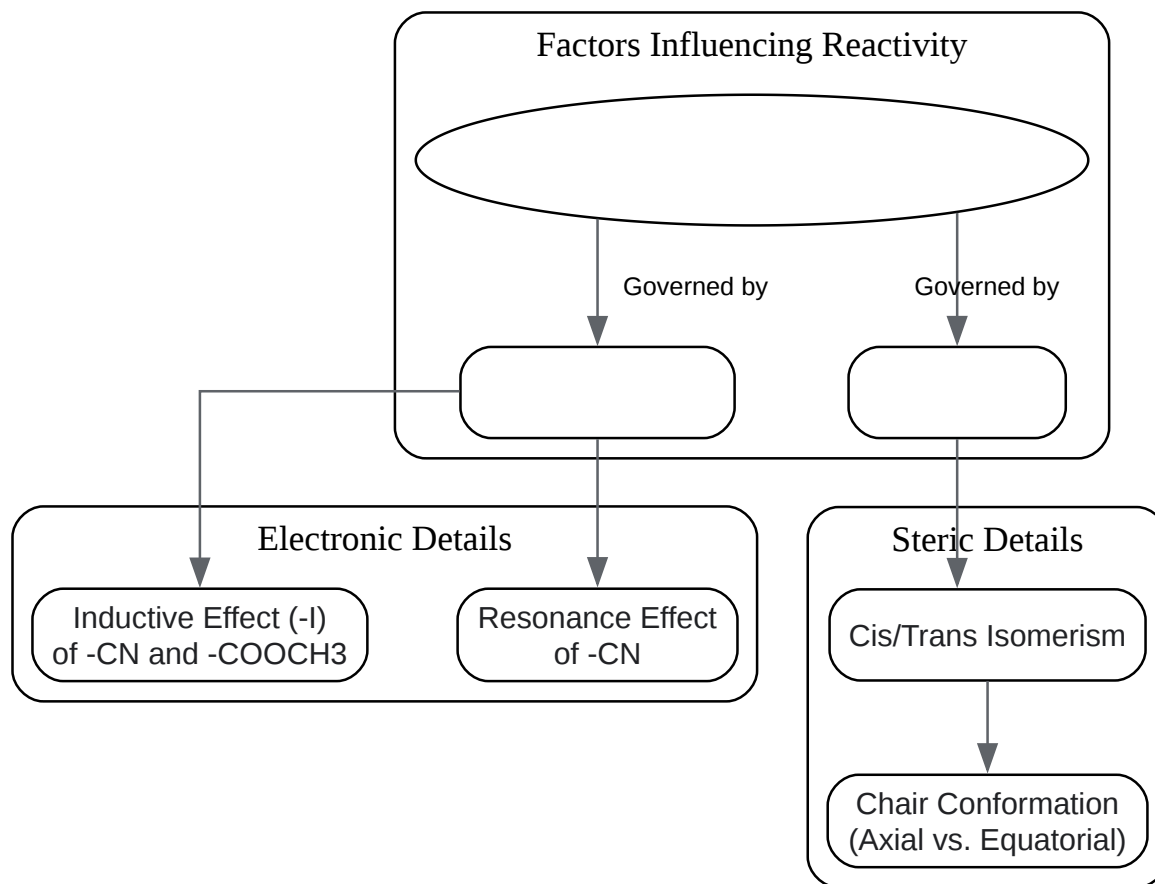 Factors Influencing Reactivity
Governed by
Governed by
Electronic Details
Steric Details
Inductive Effect (-I)
of -CN and -COOCH3
Resonance Effect
of -CN
Cis/Trans Isomerism
Chair Conformation
(Axial vs. Equatorial)